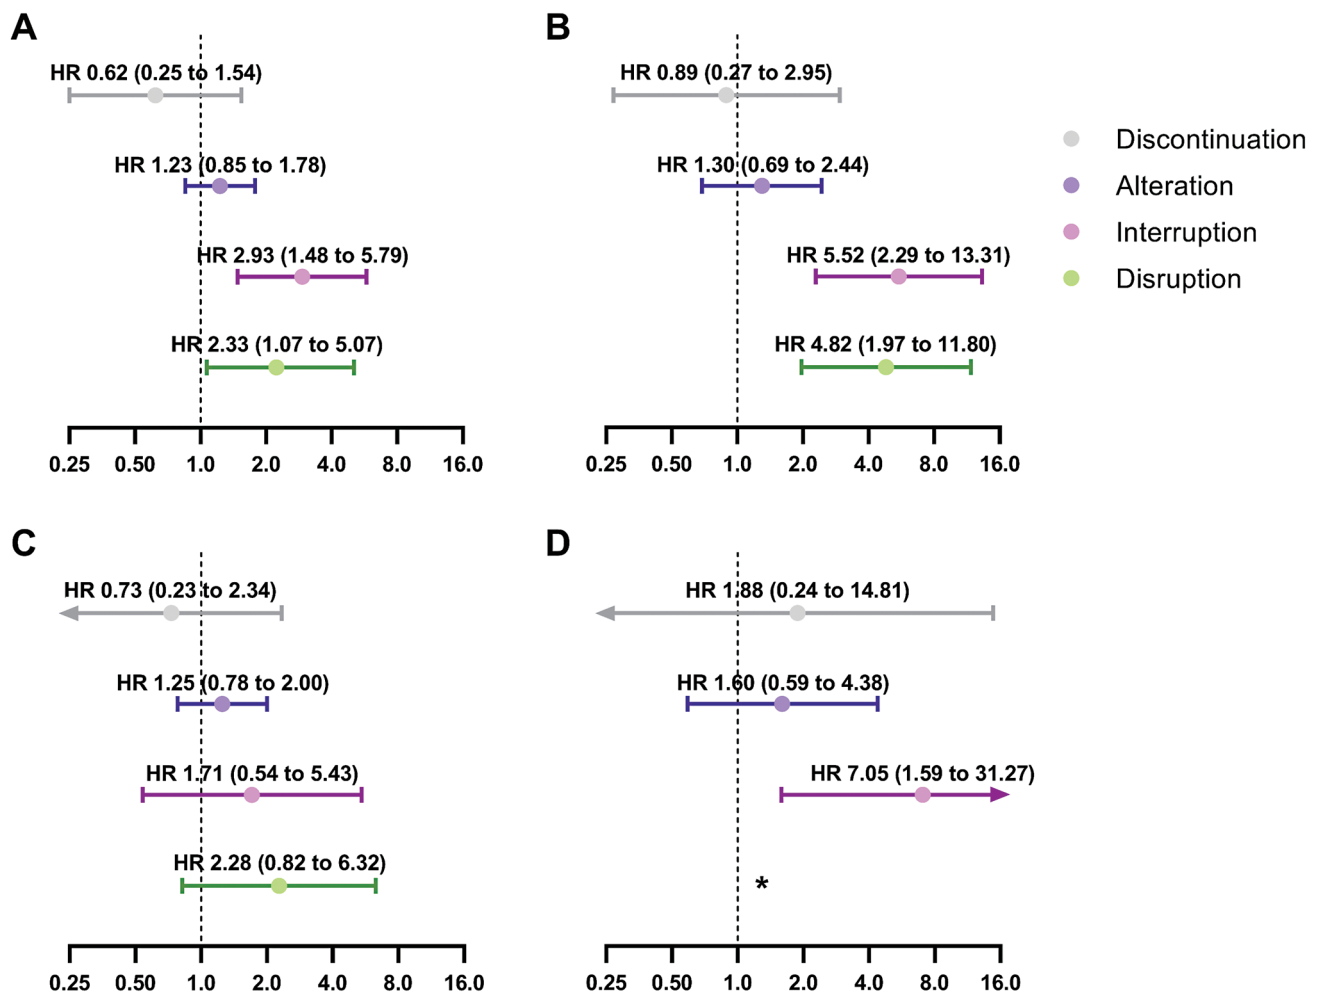 A
HR 0.62 (0.25 to 1.54)
HR 1.23 (0.85 to 1.78)
HR 2.93 (1.48 to 5.79)
HR 2.33 (1.07 to 5.07)
0.25 0.50 1.0 2.0 4.0 8.0 16.0
B
HR 0.89 (0.27 to 2.95)
HR 1.30 (0.69 to 2.44)
HR 5.52 (2.29 to 13.31)
HR 4.82 (1.97 to 11.80)
0.25 0.50 1.0 2.0 4.0 8.0 16.0
Discontinuation
Alteration
Interruption
Disruption
C
HR 0.73 (0.23 to 2.34)
HR 1.25 (0.78 to 2.00)
HR 1.71 (0.54 to 5.43)
HR 2.28 (0.82 to 6.32)
0.25 0.50 1.0 2.0 4.0 8.0 16.0
D
HR 1.88 (0.24 to 14.81)
HR 1.60 (0.59 to 4.38)
HR 7.05 (1.59 to 31.27)
*
0.25 0.50 1.0 2.0 4.0 8.0 16.0